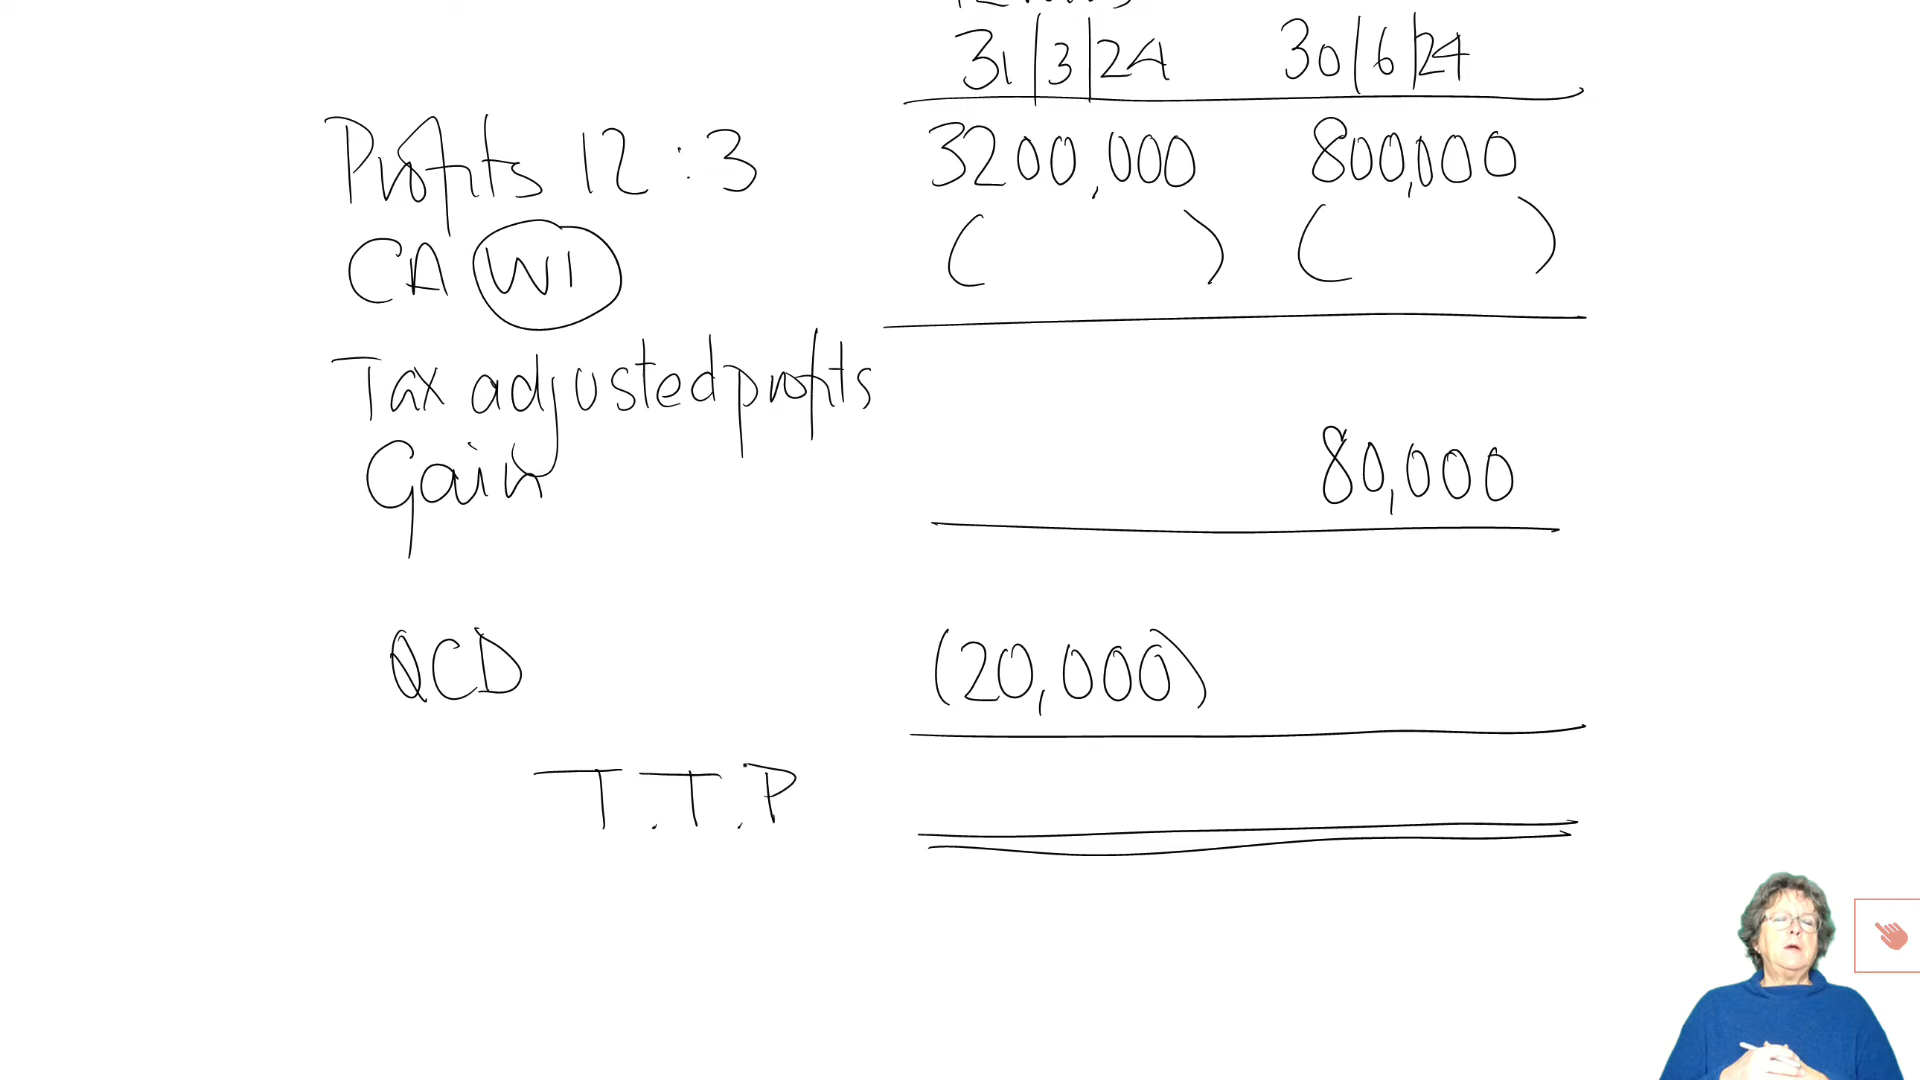 31|3|24 30|6|24
Profits 12:3 3200,000 800,000
CA W1 ( ) ( )
Tax adjusted profits
Gain 80,000
QCD (20,000)
T.T.P